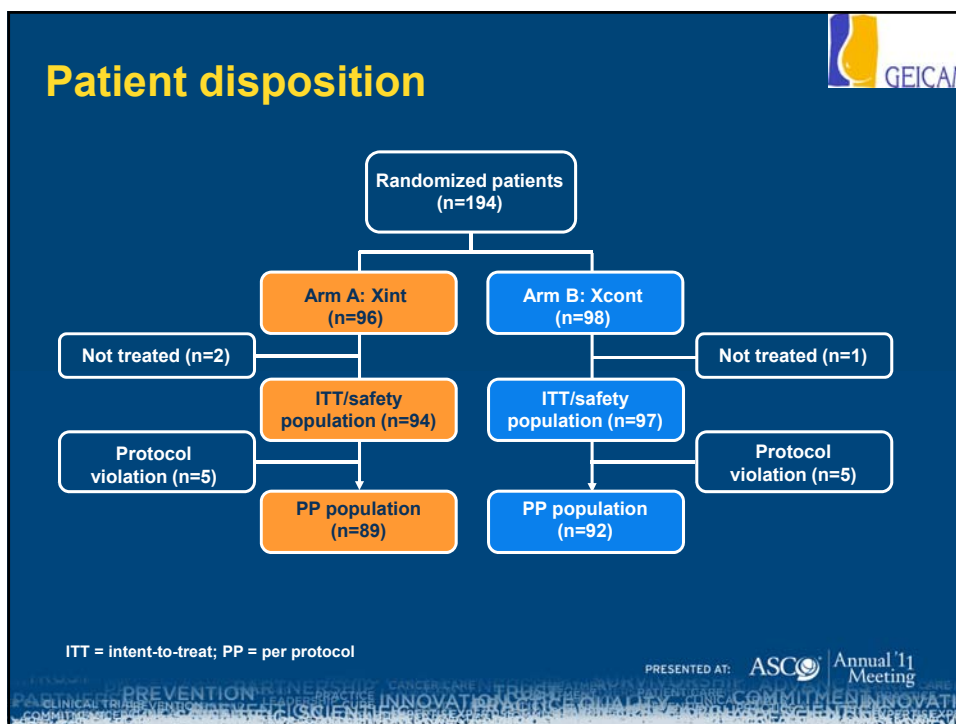 Patient disposition
GEICAM
Randomized patients
(n=194)
Arm A: Xint
(n=96)
Arm B: Xcont
(n=98)
Not treated (n=2)
Not treated (n=1)
ITT/safety
population (n=94)
ITT/safety
population (n=97)
Protocol
violation (n=5)
Protocol
violation (n=5)
PP population
(n=89)
PP population
(n=92)
ITT = intent-to-treat; PP = per protocol
PRESENTED AT: ASCO Annual '11
Meeting
PREVENTION
INNOVATI
COMMITMENT